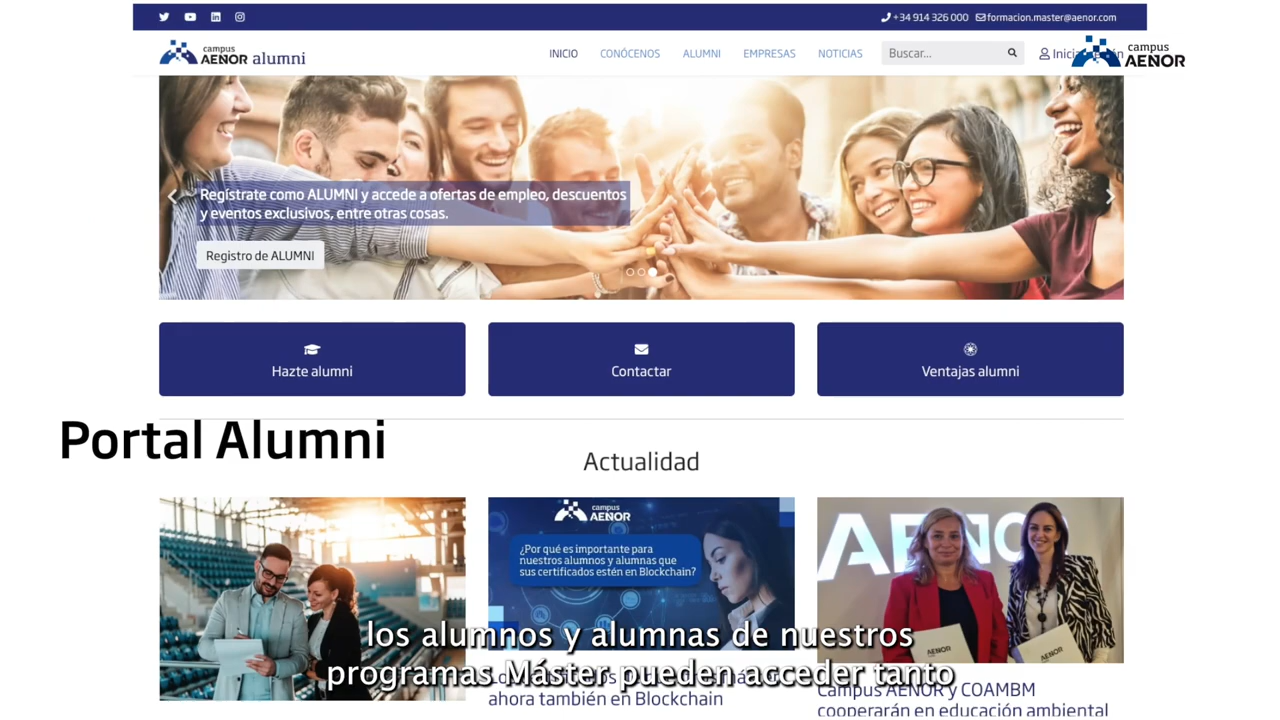 +34 914 326 000 formacion.master@aenor.com
campus
AENOR alumni
INICIO CONÓCENOS ALUMNI EMPRESAS NOTICIAS Buscar...
campus
AENOR
Regístrate como ALUMNI y accede a ofertas de empleo, descuentos
y eventos exclusivos, entre otras cosas.
Registro de ALUMNI
Hazte alumni Contactar Ventajas alumni
Portal Alumni
Actualidad
campus
AENOR
¿Por qué es importante para
nuestros alumnos y alumnas que
sus certificados estén en Blockchain?
AENOR
AENOR
AENOR
los alumnos y alumnas de nuestros
programas Máster pueden acceder tanto
ahora también en Blockchain
Campus AENOR y COAMBM
cooperarán en educación ambiental